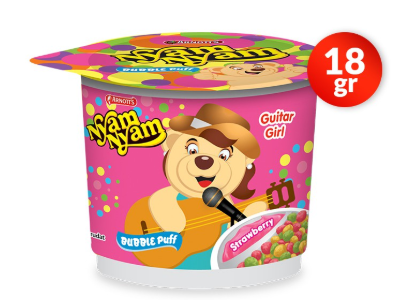 Nyam
Nyam
BUBBLE PUFF
18
gr
ARNOTT'S
Nyam
Nyam
Guitar
Girl
BUBBLE PUFF
Strawberry